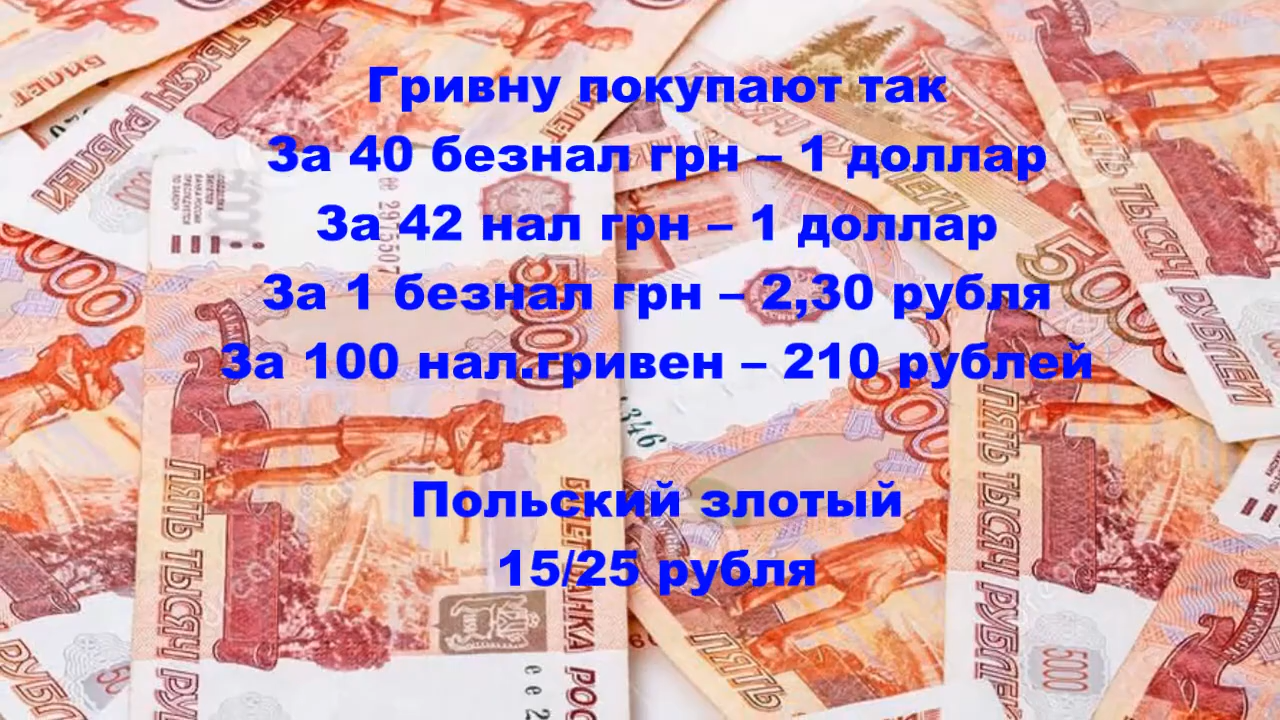 Гривну покупают так
За 40 безнал грн – 1 доллар
За 42 нал грн – 1 доллар
За 1 безнал грн – 2,30 рубля
За 100 нал.гривен – 210 рублей
Польский злотый
15/25 рубля